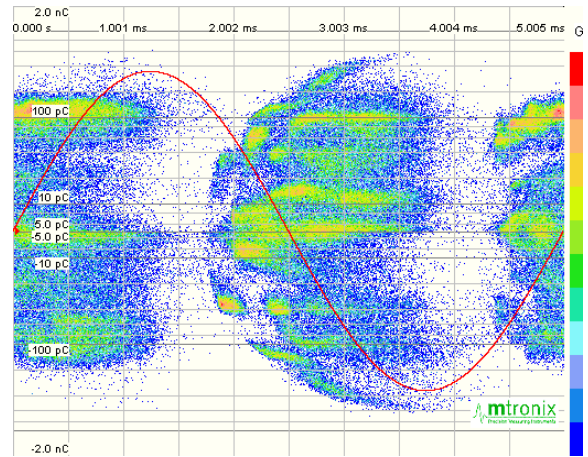 2.0 nC
0.000 s 1.001 ms 2.002 ms 3.003 ms 4.004 ms 5.005 ms
G
100 pC
10 pC
5.0 pC
-5.0 pC
-10 pC
-100 pC
mtronix
Precision Measuring Instruments
-2.0 nC